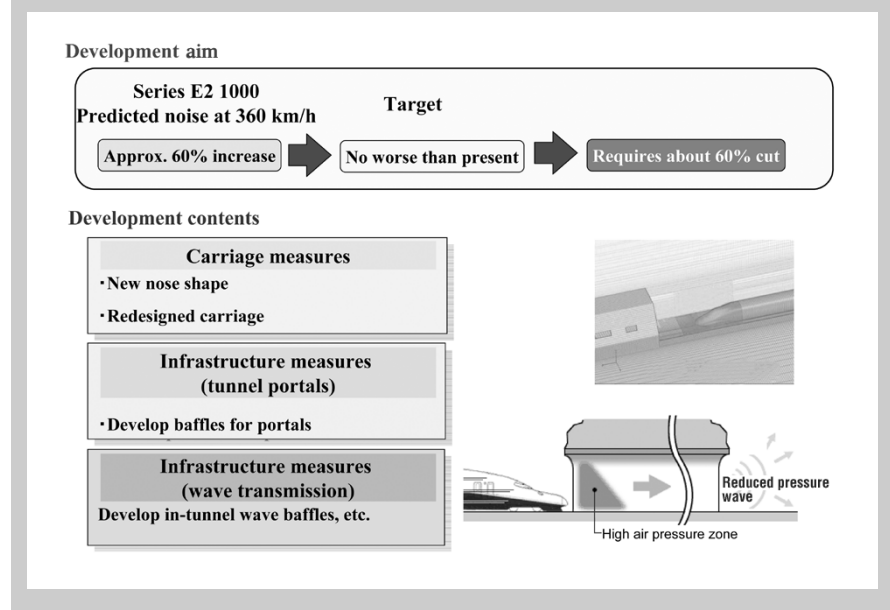 Development aim
Series E2 1000
Predicted noise at 360 km/h
Target
Approx. 60% increase
No worse than present
Requires about 60% cut
Development contents
Carriage measures
・New nose shape
・Redesigned carriage
Infrastructure measures
(tunnel portals)
・Develop baffles for portals
Infrastructure measures
(wave transmission)
Develop in-tunnel wave baffles, etc.
Reduced pressure
wave
High air pressure zone